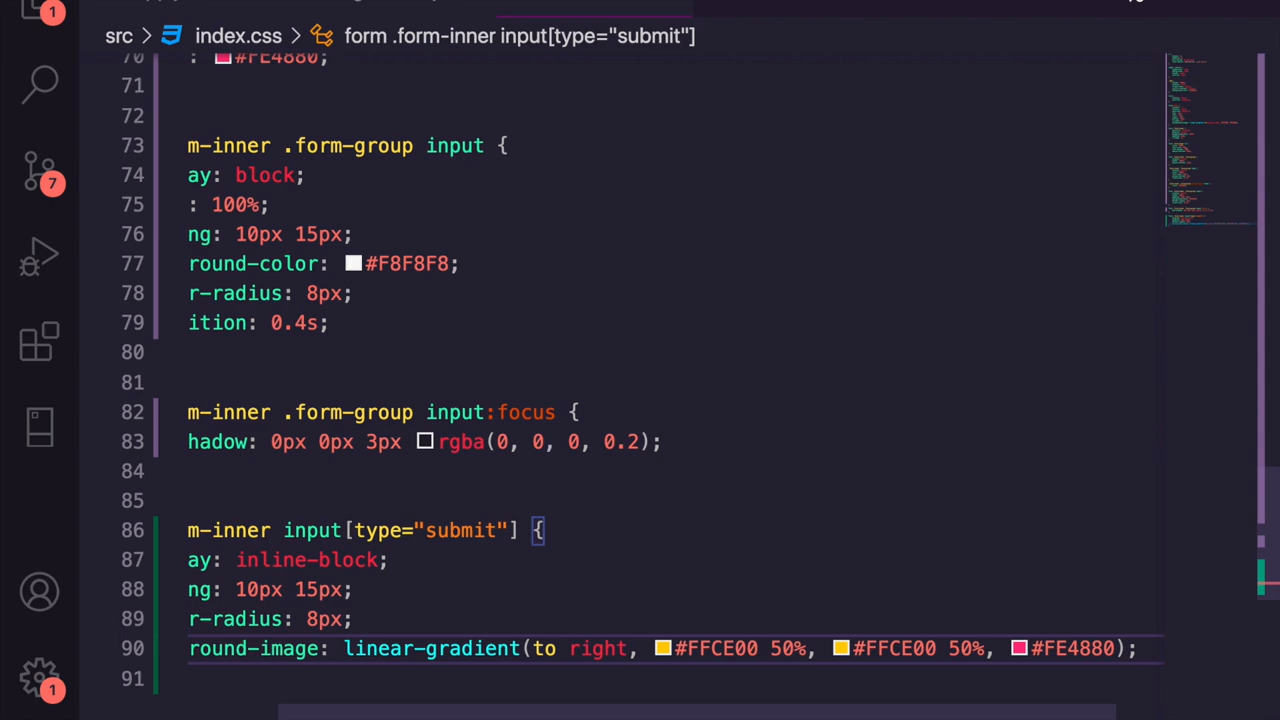 1
src > index.css > form .form-inner input[type="submit"]
70 : #FE4880;
71
72
73 m-inner .form-group input {
74 ay: block;
75 : 100%;
76 ng: 10px 15px;
77 round-color: #F8F8F8;
78 r-radius: 8px;
79 ition: 0.4s;
80
81
82 m-inner .form-group input:focus {
83 hadow: 0px 0px 3px rgba(0, 0, 0, 0.2);
84
85
86 m-inner input[type="submit"] {
87 ay: inline-block;
88 ng: 10px 15px;
89 r-radius: 8px;
90 round-image: linear-gradient(to right, #FFCE00 50%, #FFCE00 50%, #FE4880);
91
7
1